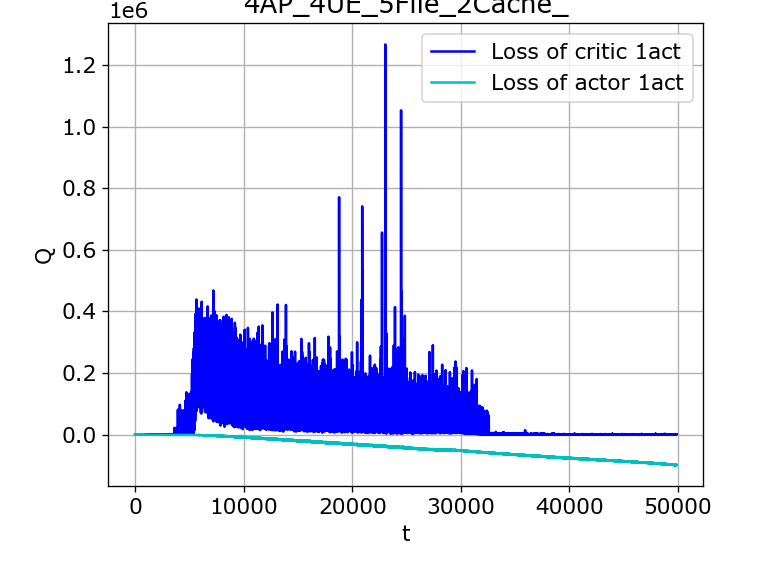 4AP_4UE_5File_2Cache_
1e6
Loss of critic 1act
Loss of actor 1act
1.2
1.0
0.8
0.6
0.4
0.2
0.0
Q
0 10000 20000 30000 40000 50000
t